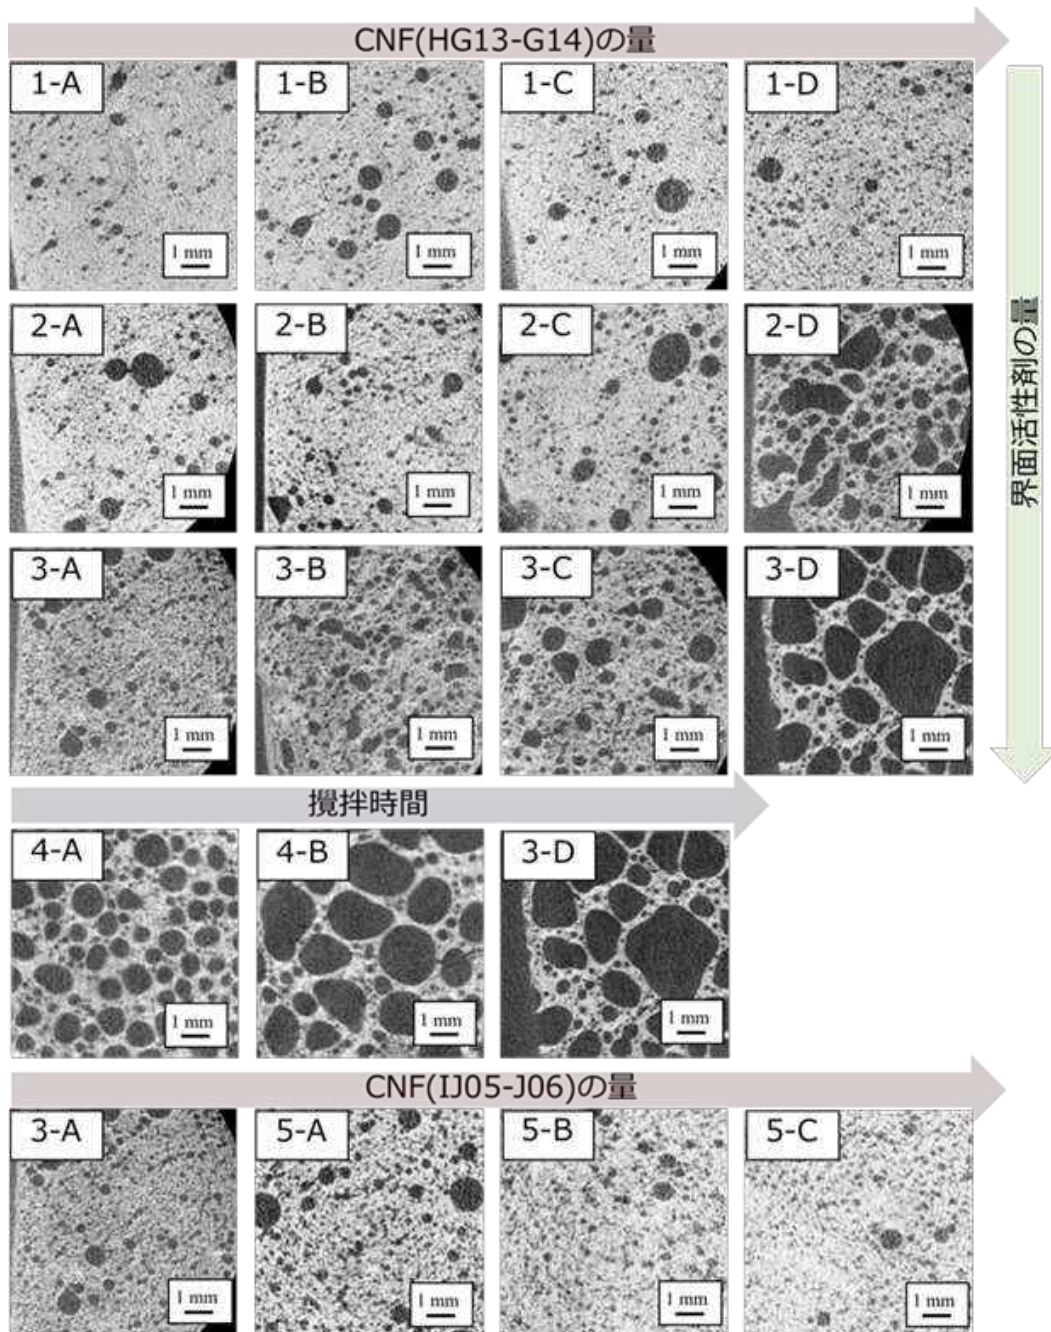 CNF(HG13-G14)の量
1-A
1-B
1-C
1-D
1 mm
1 mm
1 mm
1 mm
界面活性剤の量
2-A
2-B
2-C
2-D
1 mm
1 mm
1 mm
1 mm
3-A
3-B
3-C
3-D
1 mm
1 mm
1 mm
1 mm
攪拌時間
4-A
4-B
3-D
1 mm
1 mm
1 mm
CNF(IJ05-J06)の量
3-A
5-A
5-B
5-C
1 mm
1 mm
1 mm
1 mm